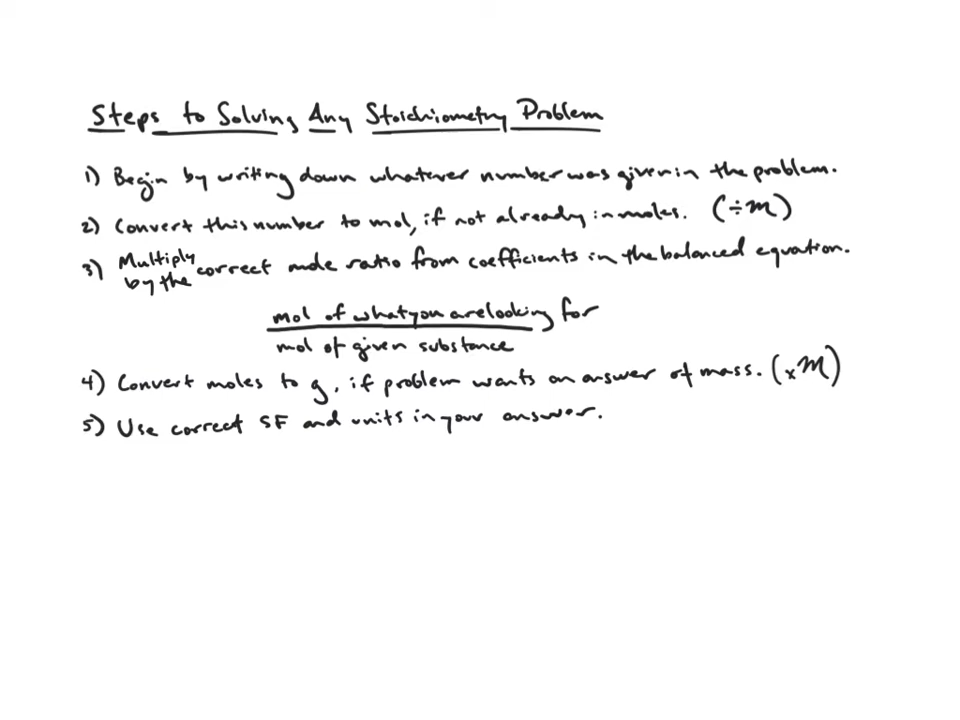 Steps to Solving Any Stoichiometry Problem
1) Begin by writing down whatever number was given in the problem.
2) Convert this number to mol, if not already in moles. (÷m)
3) Multiply by the correct mole ratio from coefficients in the balanced equation.
mol of what you are looking for
mol of given substance
4) Convert moles to g, if problem wants an answer of mass. (×m)
5) Use correct SF and units in your answer.